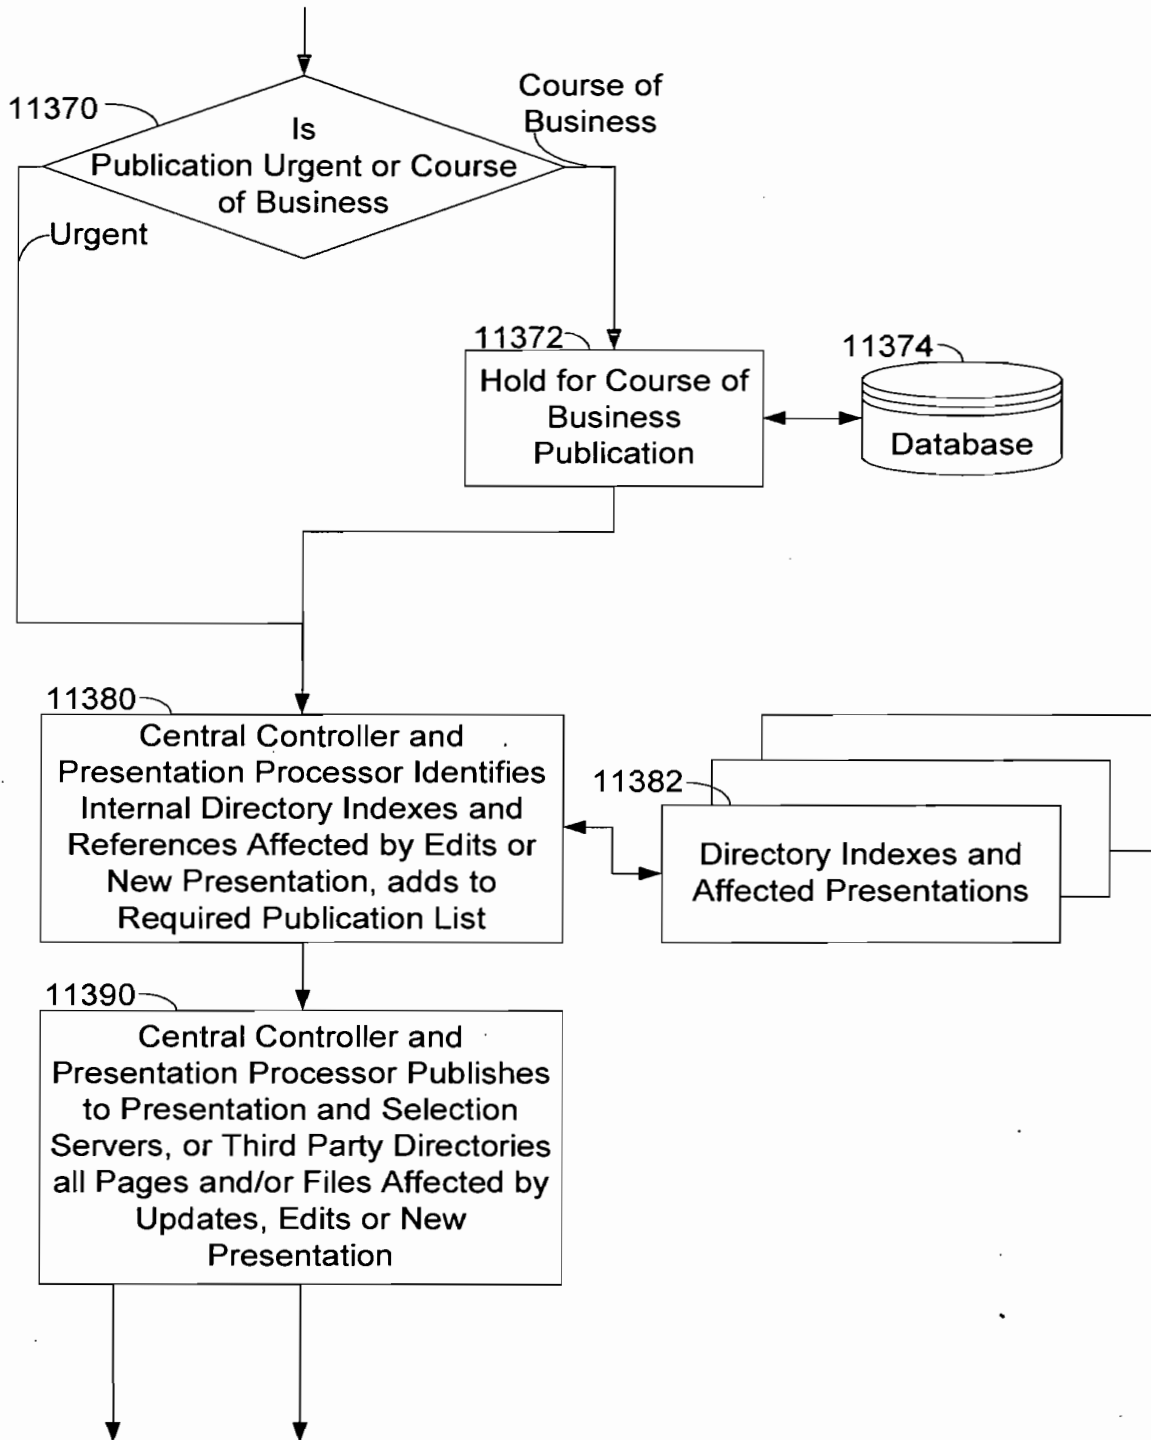 11370
Is
Publication Urgent or Course
of Business
Course of
Business
Urgent
11372
Hold for Course of
Business
Publication
11374
Database
11380
Central Controller and
Presentation Processor Identifies
Internal Directory Indexes and
References Affected by Edits or
New Presentation, adds to
Required Publication List
11382
Directory Indexes and
Affected Presentations
11390
Central Controller and
Presentation Processor Publishes
to Presentation and Selection
Servers, or Third Party Directories
all Pages and/or Files Affected by
Updates, Edits or New
Presentation